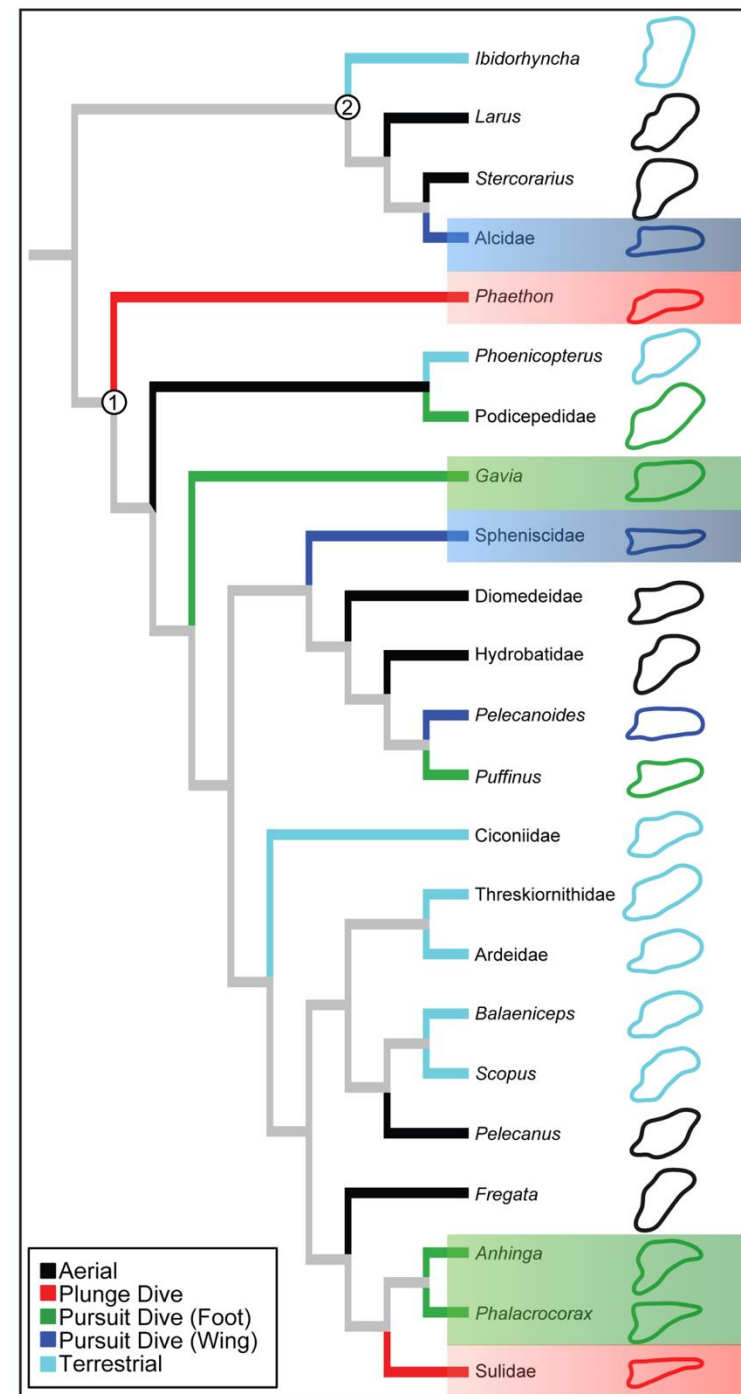 Ibidorhyncha
2
Larus
Stercorarius
Alcidae
Phaethon
Phoenicopterus
1
Podicepedidae
Gavia
Spheniscidae
Diomedeidae
Hydrobatidae
Pelecanoides
Puffinus
Ciconiidae
Threskiornithidae
Ardeidae
Balaeniceps
Scopus
Pelecanus
Fregata
Anhinga
Phalacrocorax
Sulidae
Aerial
Plunge Dive
Pursuit Dive (Foot)
Pursuit Dive (Wing)
Terrestrial